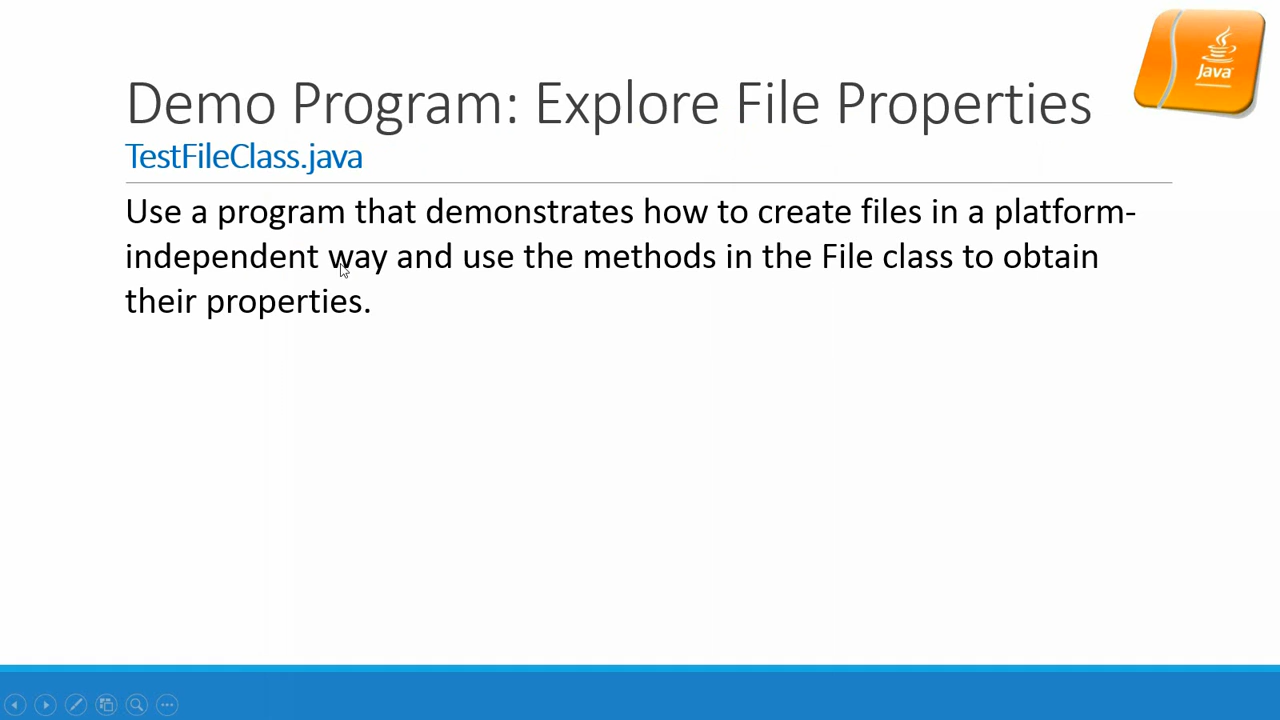 Demo Program: Explore File Properties
TestFileClass.java
Use a program that demonstrates how to create files in a platform-
independent way and use the methods in the File class to obtain
their properties.
Java